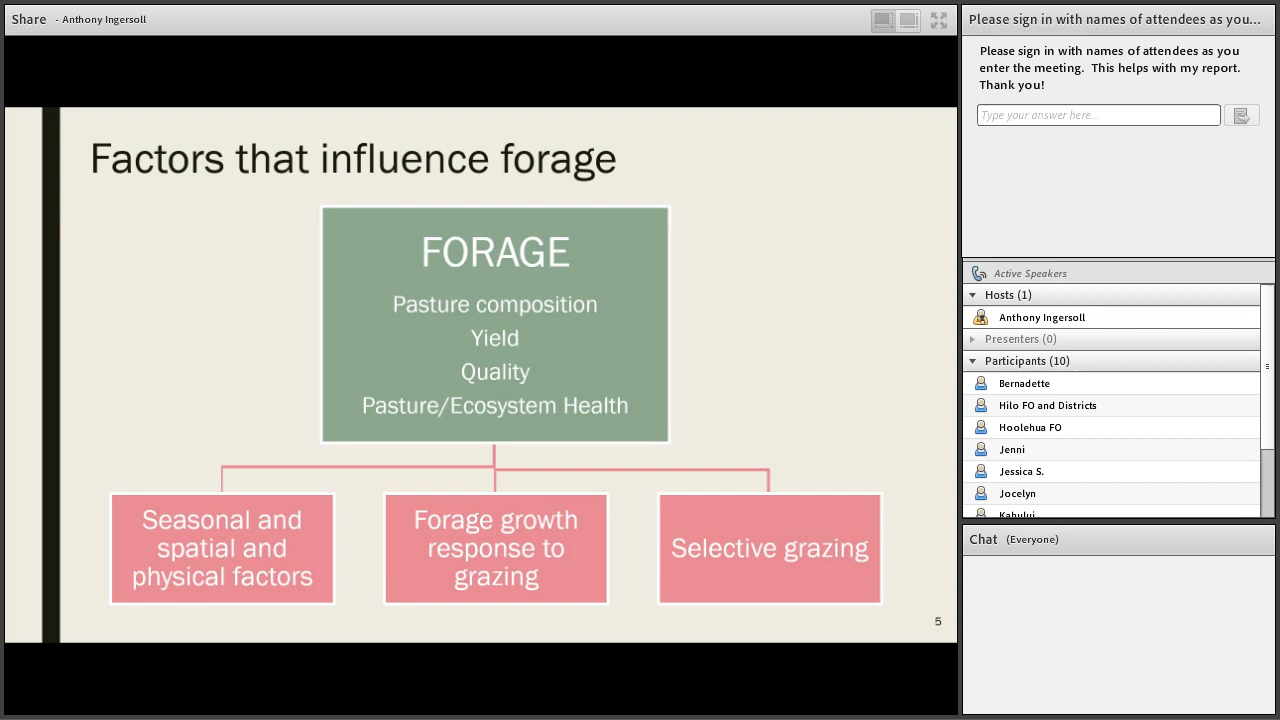 Share - Anthony Ingersoll
Factors that influence forage
FORAGE
Pasture composition
Yield
Quality
Pasture/Ecosystem Health
Seasonal and
spatial and
physical factors
Forage growth
response to
grazing
Selective grazing
5
Please sign in with names of attendees as you...
Please sign in with names of attendees as you
enter the meeting. This helps with my report.
Thank you!
Type your answer here...
Active Speakers
Hosts (1)
Anthony Ingersoll
Presenters (0)
Participants (10)
Bernadette
Hilo FO and Districts
Hoolehua FO
Jenni
Jessica S.
Jocelyn
Kahului
Chat (Everyone)